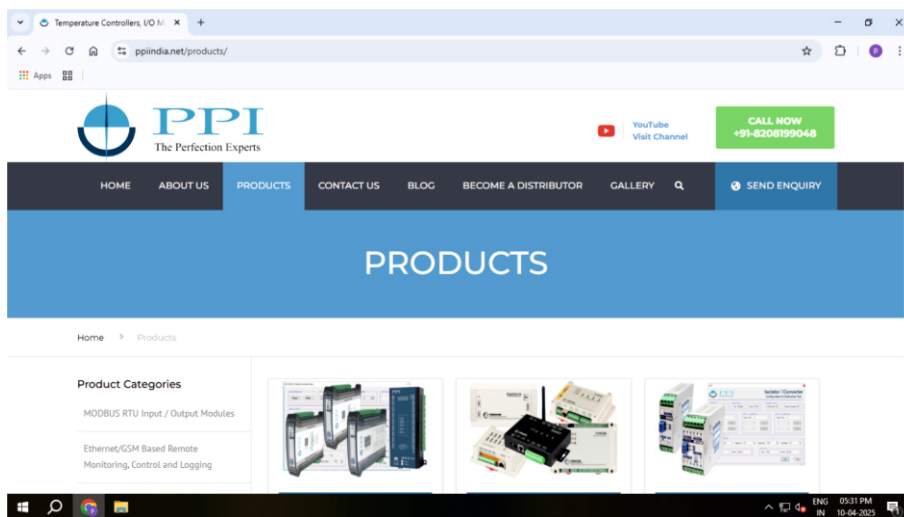 Temperature Controllers, I/O M
ppiindia.net/products/
Apps
PPI
The Perfection Experts
YouTube
Visit Channel
CALL NOW
+91-8208199048
HOME ABOUT US PRODUCTS CONTACT US BLOG BECOME A DISTRIBUTOR GALLERY SEND ENQUIRY
PRODUCTS
Home > Products
Product Categories
MODBUS RTU Input / Output Modules
Ethernet/GSM Based Remote
Monitoring, Control and Logging
Isolator / Converter
ENG 05:31 PM
IN 10-04-2025